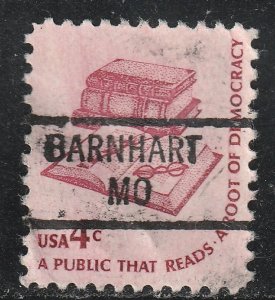 BARNHART
MO
USA 4c
A PUBLIC THAT READS · A ROOT OF DEMOCRACY